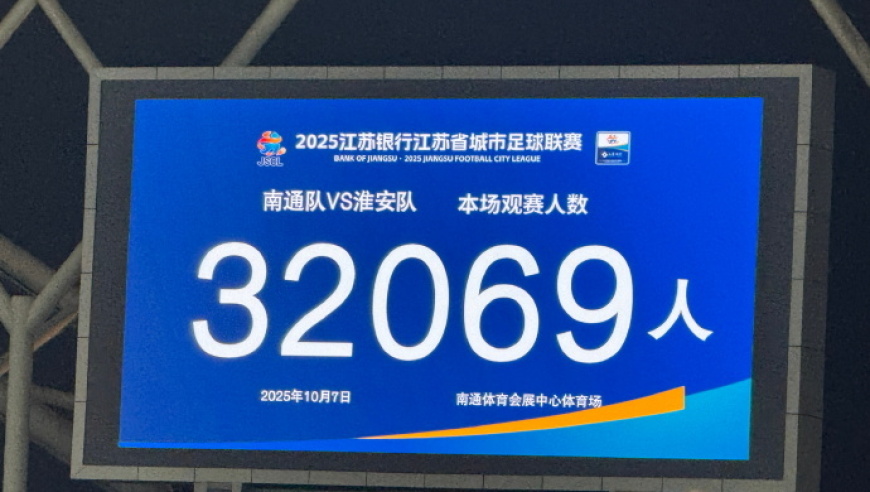 2025江苏银行江苏省城市足球联赛
BANK OF JIANGSU · 2025 JIANGSU FOOTBALL CITY LEAGUE
JSCL
南通队VS淮安队 本场观赛人数
32069人
2025年10月7日 南通体育会展中心体育场